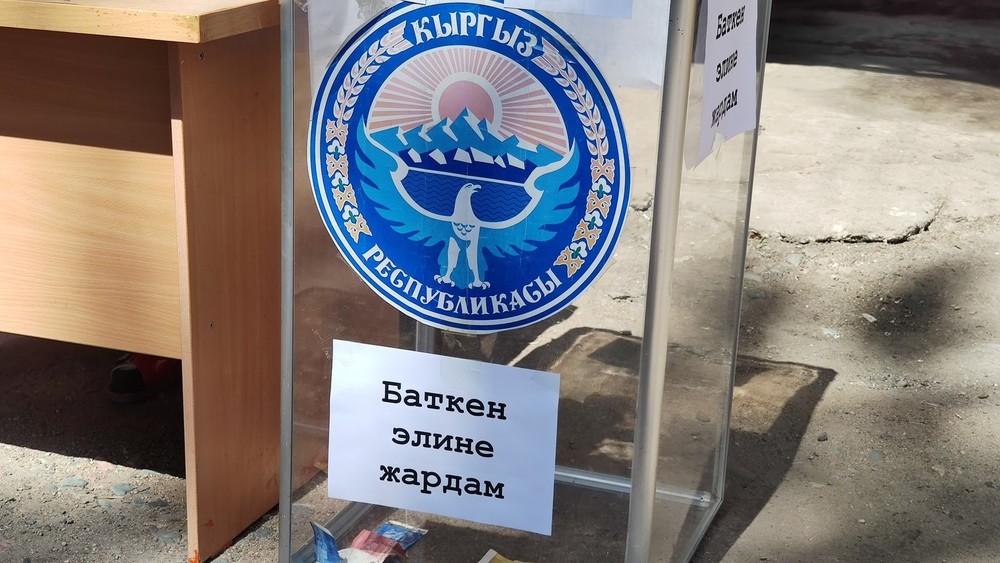 КЫРГЫЗ
РЕСПУБЛИКАСЫ
Баткен
элине
жардам
Баткен
элине
жардам